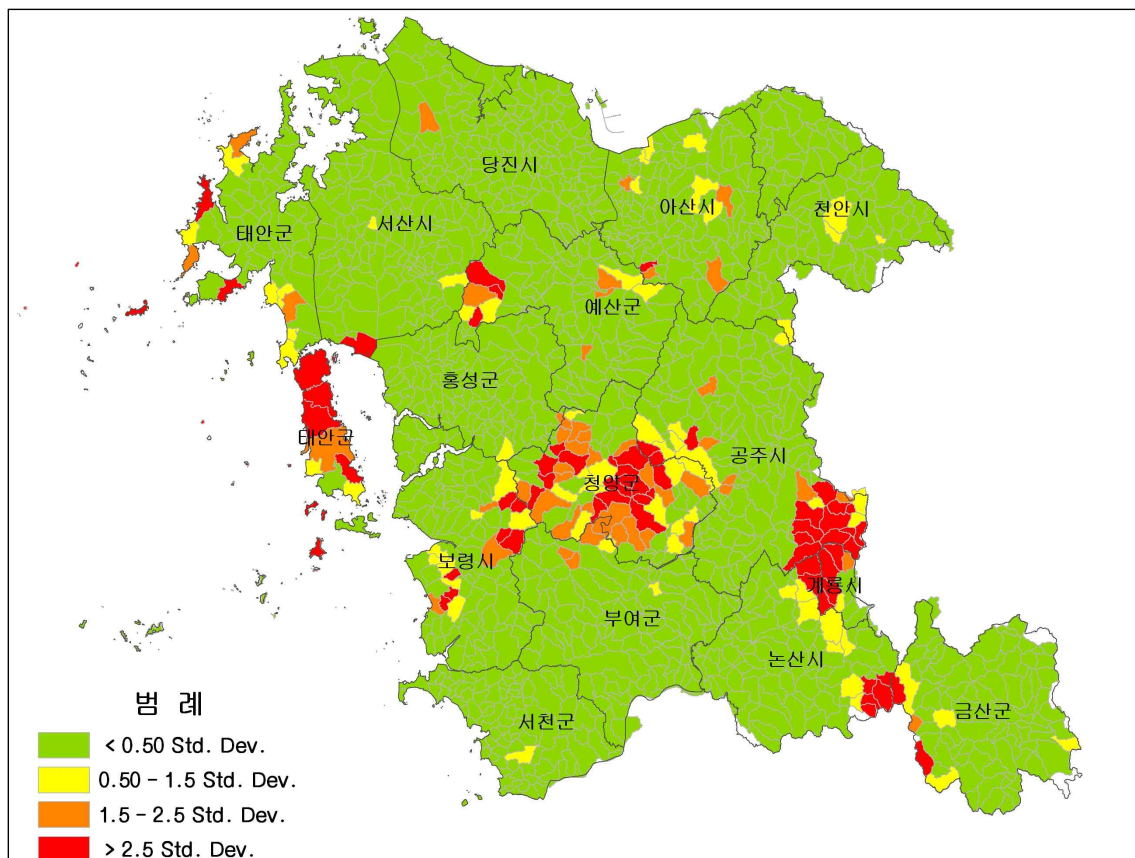 당진시
아산시
천안시
서산시
태안군
예산군
홍성군
태안군
공주시
청양군
보령시
계룡시
부여군
논산시
서천군
금산군
범 례
< 0.50 Std. Dev.
0.50 - 1.5 Std. Dev.
1.5 - 2.5 Std. Dev.
> 2.5 Std. Dev.